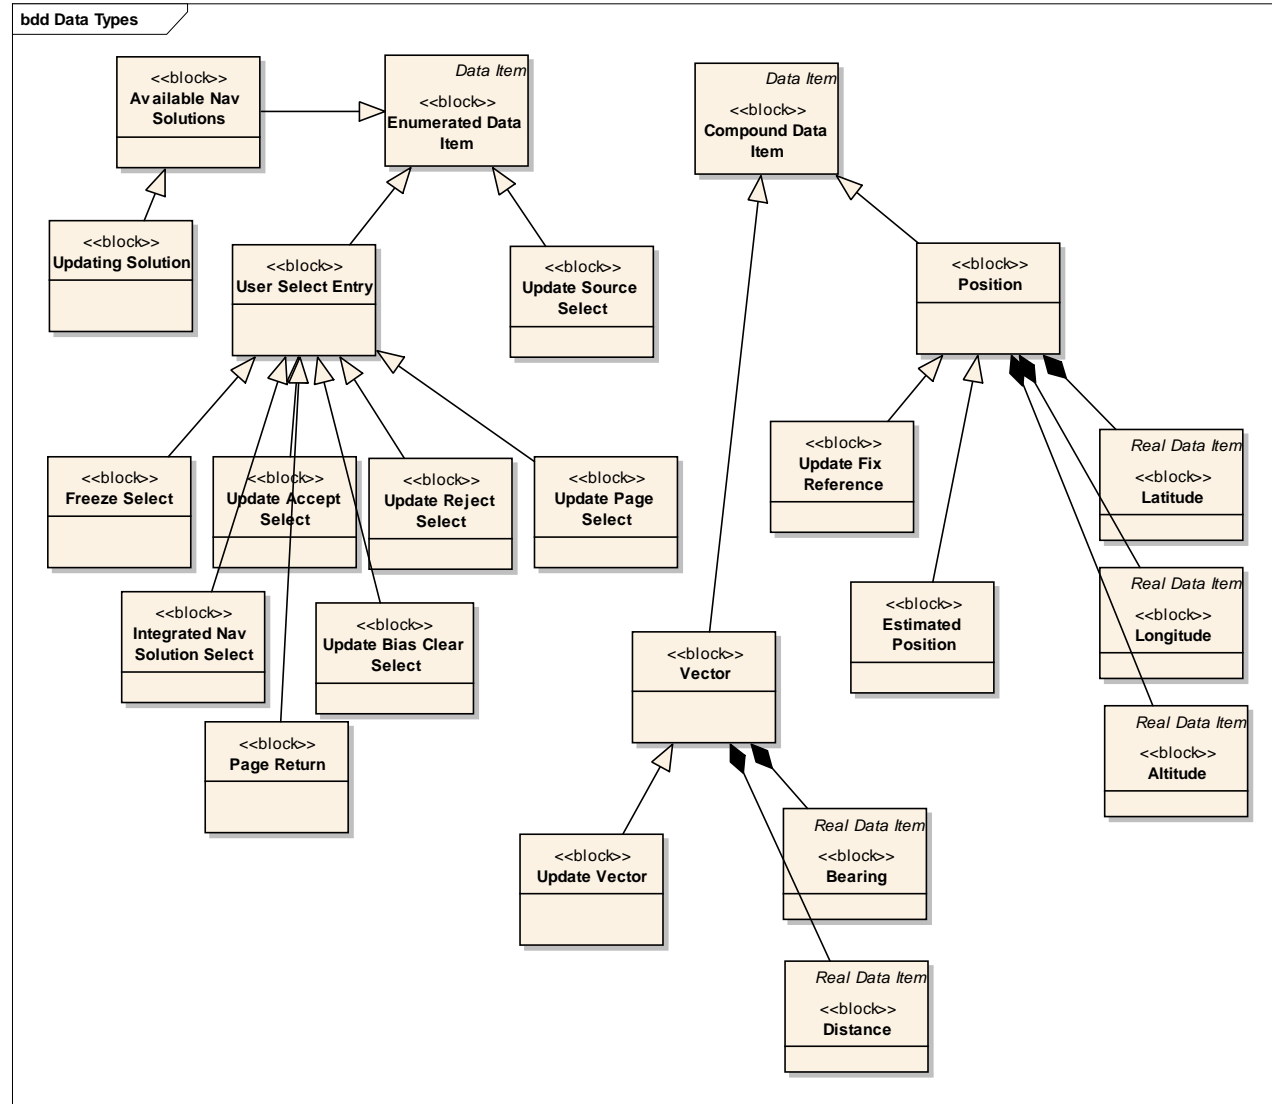 bdd Data Types
<<block>>
Available Nav
Solutions
Data Item
<<block>>
Enumerated Data
Item
Data Item
<<block>>
Compound Data
Item
<<block>>
Updating Solution
<<block>>
User Select Entry
<<block>>
Update Source
Select
<<block>>
Position
<<block>>
Freeze Select
<<block>>
Update Accept
Select
<<block>>
Update Reject
Select
<<block>>
Update Page
Select
<<block>>
Update Fix
Reference
Real Data Item
<<block>>
Latitude
<<block>>
Integrated Nav
Solution Select
<<block>>
Update Bias Clear
Select
<<block>>
Estimated
Position
Real Data Item
<<block>>
Longitude
<<block>>
Vector
<<block>>
Page Return
Real Data Item
<<block>>
Altitude
<<block>>
Update Vector
Real Data Item
<<block>>
Bearing
Real Data Item
<<block>>
Distance